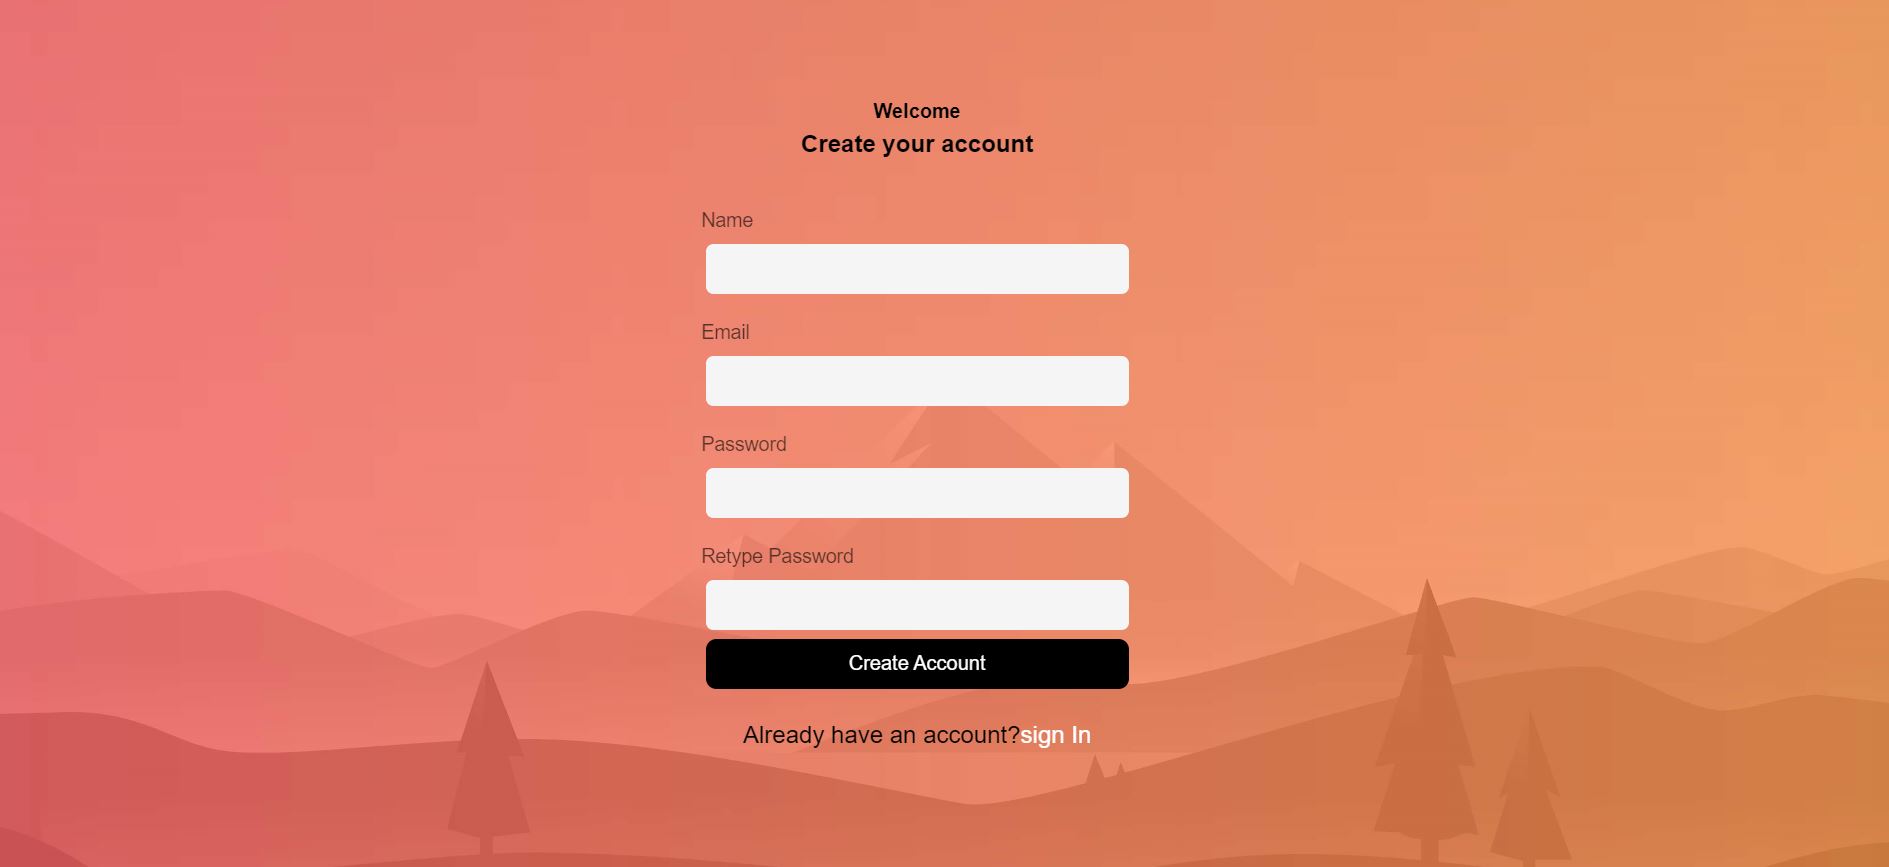 Welcome
Create your account
Name
Email
Password
Retype Password
Create Account
Already have an account?sign In